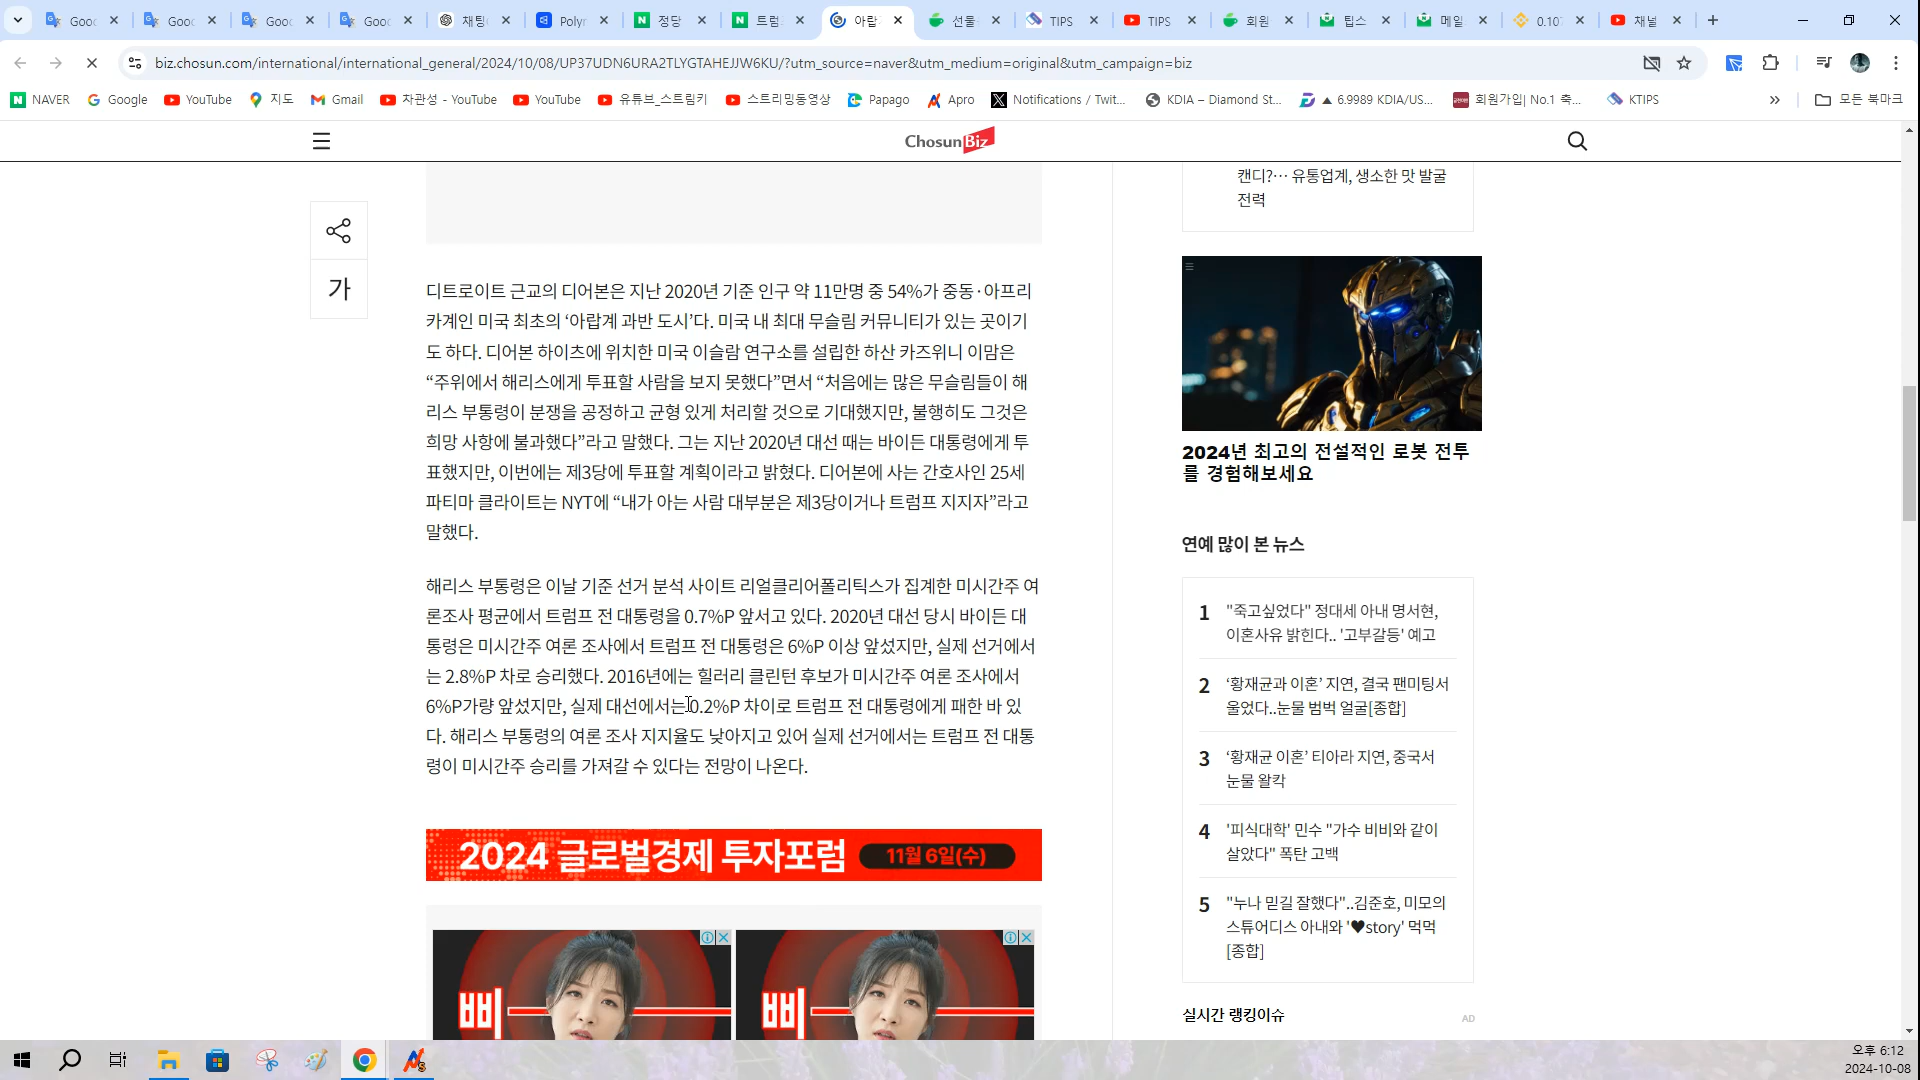 Goo
Goo
Goo
Goo
채팅
Polyr
정당
트럼
아랍
선물
TIPS
TIPS
회원
팁스
메일
0.10
채널
biz.chosun.com/international/international_general/2024/10/08/UP37UDN6URA2TLYGTAHEJJW6KU/?utm_source=naver&utm_medium=original&utm_campaign=biz
NAVER
Google
YouTube
지도
Gmail
차관성 - YouTube
YouTube
유튜브_스트림키
스트리밍동영상
Papago
Apro
Notifications / Twit...
KDIA – Diamond St...
▲ 6.9989 KDIA/US...
회원가입| No.1 축...
KTIPS
»
모든 북마크
ChosunBiz
가
디트로이트 근교의 디어본은 지난 2020년 기준 인구 약 11만명 중 54%가 중동·아프리
카계인 미국 최초의 ‘아랍계 과반 도시’다. 미국 내 최대 무슬림 커뮤니티가 있는 곳이기
도 하다. 디어본 하이츠에 위치한 미국 이슬람 연구소를 설립한 하산 카즈위니 이맘은
“주위에서 해리스에게 투표할 사람을 보지 못했다”면서 “처음에는 많은 무슬림들이 해
리스 부통령이 분쟁을 공정하고 균형 있게 처리할 것으로 기대했지만, 불행히도 그것은
희망 사항에 불과했다”라고 말했다. 그는 지난 2020년 대선 때는 바이든 대통령에게 투
표했지만, 이번에는 제3당에 투표할 계획이라고 밝혔다. 디어본에 사는 간호사인 25세
파티마 클라이트는 NYT에 “내가 아는 사람 대부분은 제3당이거나 트럼프 지지자”라고
말했다.
해리스 부통령은 이날 기준 선거 분석 사이트 리얼클리어폴리틱스가 집계한 미시간주 여
론조사 평균에서 트럼프 전 대통령을 0.7%P 앞서고 있다. 2020년 대선 당시 바이든 대
통령은 미시간주 여론 조사에서 트럼프 전 대통령은 6%P 이상 앞섰지만, 실제 선거에서
는 2.8%P 차로 승리했다. 2016년에는 힐러리 클린턴 후보가 미시간주 여론 조사에서
6%P가량 앞섰지만, 실제 대선에서는 0.2%P 차이로 트럼프 전 대통령에게 패한 바 있
다. 해리스 부통령의 여론 조사 지지율도 낮아지고 있어 실제 선거에서는 트럼프 전 대통
령이 미시간주 승리를 가져갈 수 있다는 전망이 나온다.
2024 글로벌경제 투자포럼 11월 6일(수)
삐
삐
캔디?… 유통업계, 생소한 맛 발굴
전력
2024년 최고의 전설적인 로봇 전투
를 경험해보세요
연예 많이 본 뉴스
1 "죽고싶었다" 정대세 아내 명서현,
이혼사유 밝힌다.. '고부갈등' 예고
2 ‘황재균과 이혼’ 지연, 결국 팬미팅서
울었다..눈물 범벅 얼굴[종합]
3 ‘황재균 이혼’ 티아라 지연, 중국서
눈물 왈칵
4 '피식대학' 민수 "가수 비비와 같이
살았다" 폭탄 고백
5 "누나 믿길 잘했다"..김준호, 미모의
스튜어디스 아내와 '♥story' 먹먹
[종합]
실시간 랭킹이슈
AD
오후 6:12
2024-10-08